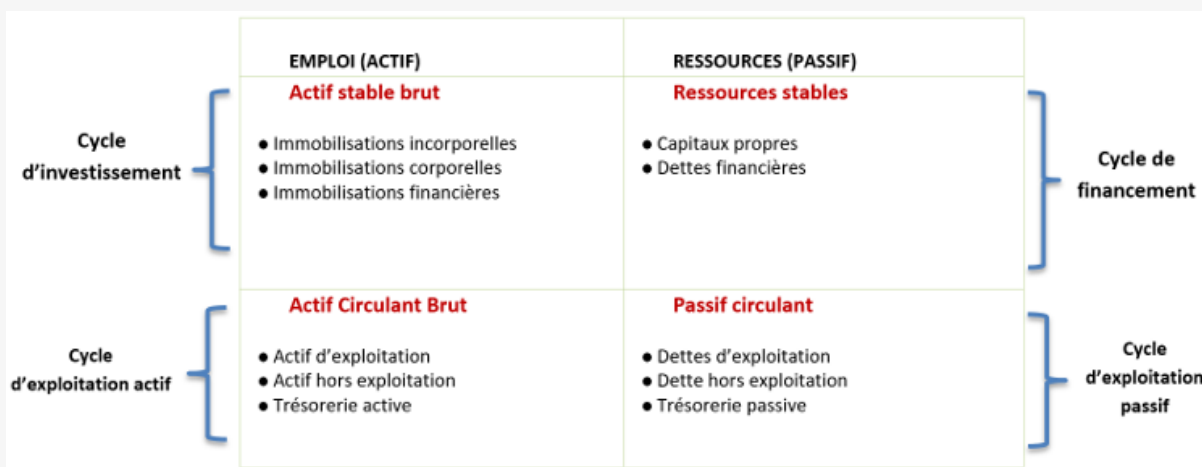 EMPLOI (ACTIF)
RESSOURCES (PASSIF)
Cycle
d'investissement
Actif stable brut
● Immobilisations incorporelles
● Immobilisations corporelles
● Immobilisations financières
Ressources stables
● Capitaux propres
● Dettes financières
Cycle de
financement
Cycle
d'exploitation actif
Actif Circulant Brut
● Actif d'exploitation
● Actif hors exploitation
● Trésorerie active
Passif circulant
● Dettes d'exploitation
● Dette hors exploitation
● Trésorerie passive
Cycle
d'exploitation
passif